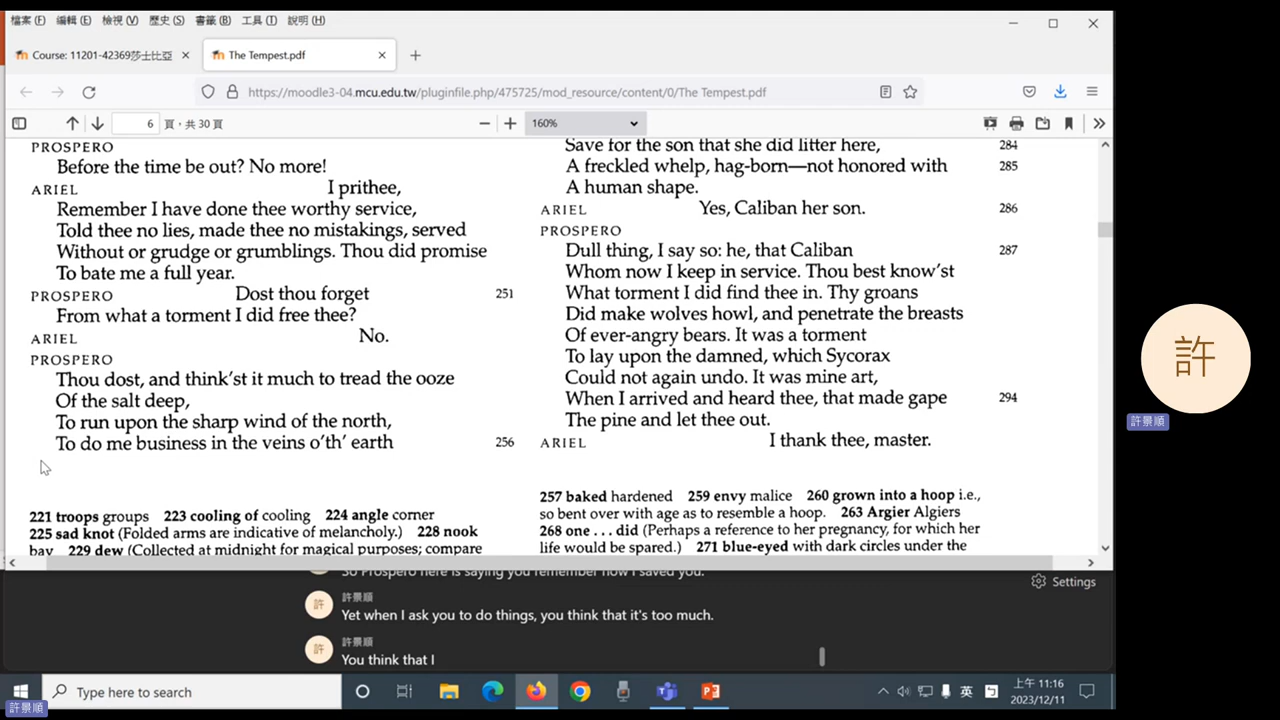 檔案(F) 編輯(E) 檢視(V) 歷史(S) 書籤(B) 工具(T) 說明(H)
Course: 11201-42369莎士比亞
The Tempest.pdf
https://moodle3-04.mcu.edu.tw/pluginfile.php/475725/mod_resource/content/0/The Tempest.pdf
6 頁,共 30 頁
160%
PROSPERO
Before the time be out? No more!
ARIEL I prithee,
Remember I have done thee worthy service,
Told thee no lies, made thee no mistakings, served
Without or grudge or grumblings. Thou did promise
To bate me a full year.
PROSPERO Dost thou forget 251
From what a torment I did free thee?
ARIEL No.
PROSPERO
Thou dost, and think'st it much to tread the ooze
Of the salt deep,
To run upon the sharp wind of the north,
To do me business in the veins o'th' earth 256
221 troops groups 223 cooling of cooling 224 angle corner
225 sad knot (Folded arms are indicative of melancholy.) 228 nook
bay 229 dew (Collected at midnight for magical purposes; compare
Save for the son that she did litter here, 284
A freckled whelp, hag-born—not honored with 285
A human shape.
ARIEL Yes, Caliban her son. 286
PROSPERO
Dull thing, I say so: he, that Caliban 287
Whom now I keep in service. Thou best know'st
What torment I did find thee in. Thy groans
Did make wolves howl, and penetrate the breasts
Of ever-angry bears. It was a torment
To lay upon the damned, which Sycorax
Could not again undo. It was mine art,
When I arrived and heard thee, that made gape 294
The pine and let thee out.
ARIEL I thank thee, master.
257 baked hardened 259 envy malice 260 grown into a hoop i.e.,
so bent over with age as to resemble a hoop. 263 Argier Algiers
268 one . . . did (Perhaps a reference to her pregnancy, for which her
life would be spared.) 271 blue-eyed with dark circles under the
So Prospero here is saying you remember how I saved you.
許景順
許 Yet when I ask you to do things, you think that it's too much.
許景順
許 You think that I
Settings
許
許景順
Type here to search
英
上午 11:16
2023/12/11
許景順